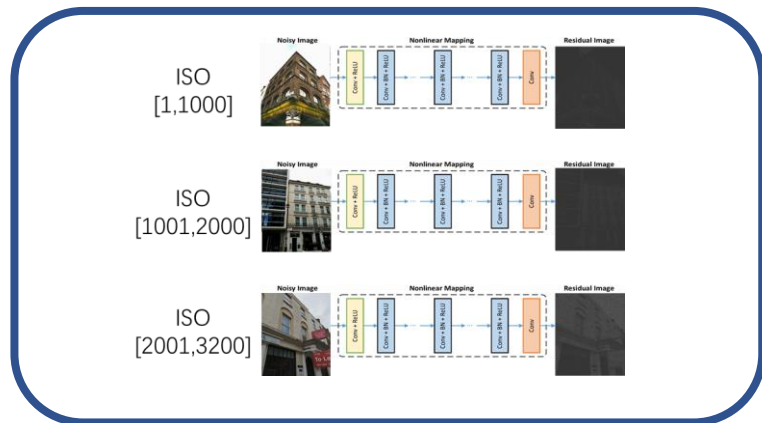 Noisy Image Nonlinear Mapping Residual Image
ISO
[1,1000]
Conv + ReLU
Conv + BN + ReLU
Conv + BN + ReLU
Conv + BN + ReLU
Conv
Noisy Image Nonlinear Mapping Residual Image
ISO
[1001,2000]
Conv + ReLU
Conv + BN + ReLU
Conv + BN + ReLU
Conv + BN + ReLU
Conv
Noisy Image Nonlinear Mapping Residual Image
ISO
[2001,3200]
Conv + ReLU
Conv + BN + ReLU
Conv + BN + ReLU
Conv + BN + ReLU
Conv